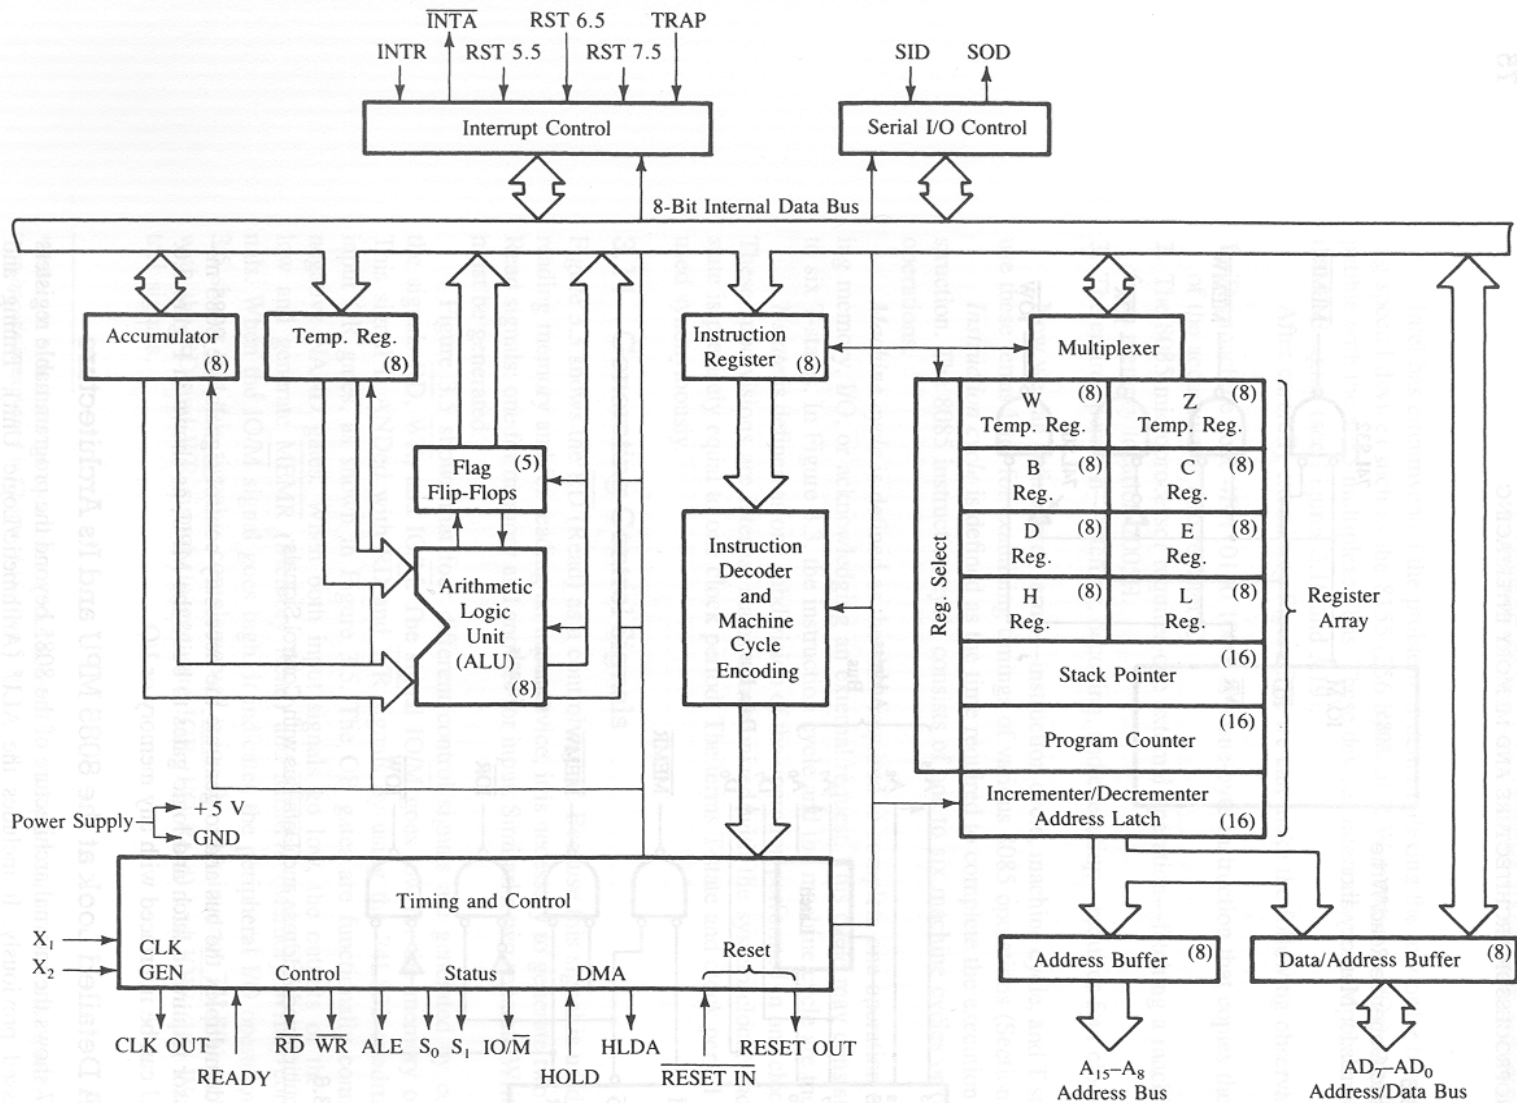 INTA
RST 6.5
TRAP
INTR
RST 5.5
RST 7.5
SID
SOD
Interrupt Control
Serial I/O Control
8-Bit Internal Data Bus
Accumulator
(8)
Temp. Reg.
(8)
Instruction
Register
(8)
Multiplexer
Flag
Flip-Flops
(5)
Arithmetic
Logic
Unit
(ALU)
(8)
Instruction
Decoder
and
Machine
Cycle
Encoding
Reg. Select
W
Temp. Reg.
(8)
Z
Temp. Reg.
(8)
B
Reg.
(8)
C
Reg.
(8)
D
Reg.
(8)
E
Reg.
(8)
H
Reg.
(8)
L
Reg.
(8)
Stack Pointer
(16)
Program Counter
(16)
Incrementer/Decrementer
Address Latch
(16)
Register
Array
Power Supply
+5 V
GND
Timing and Control
X1
X2
CLK
GEN
Control
Status
DMA
Reset
CLK OUT
READY
RD
WR
ALE
S0
S1
IO/M
HOLD
HLDA
RESET IN
RESET OUT
Address Buffer
(8)
Data/Address Buffer
(8)
A15–A8
Address Bus
AD7–AD0
Address/Data Bus
75